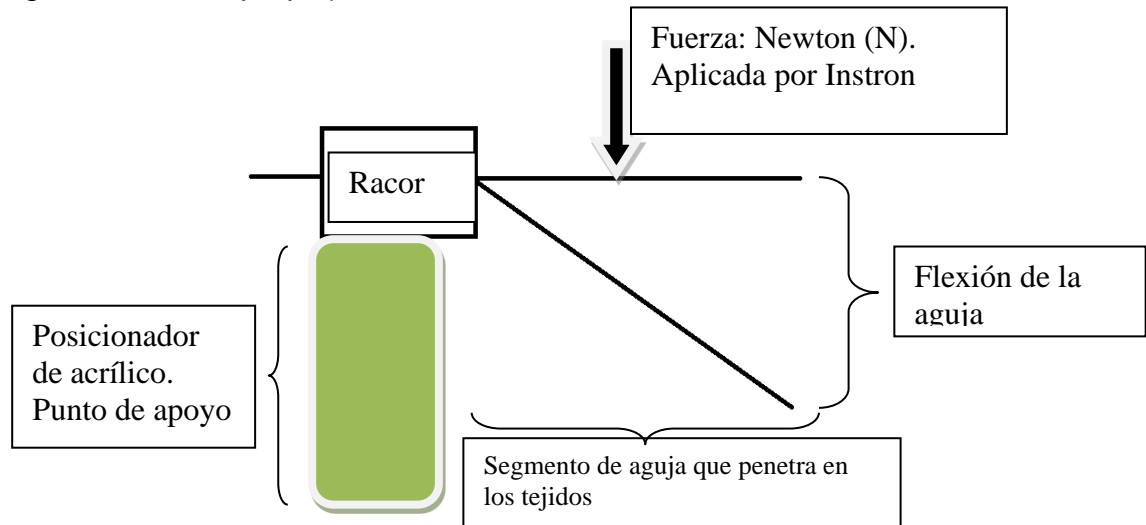 Fuerza: Newton (N).
Aplicada por Instron
Racor
Flexión de la
aguja
Posicionador
de acrílico.
Punto de apoyo
Segmento de aguja que penetra en
los tejidos